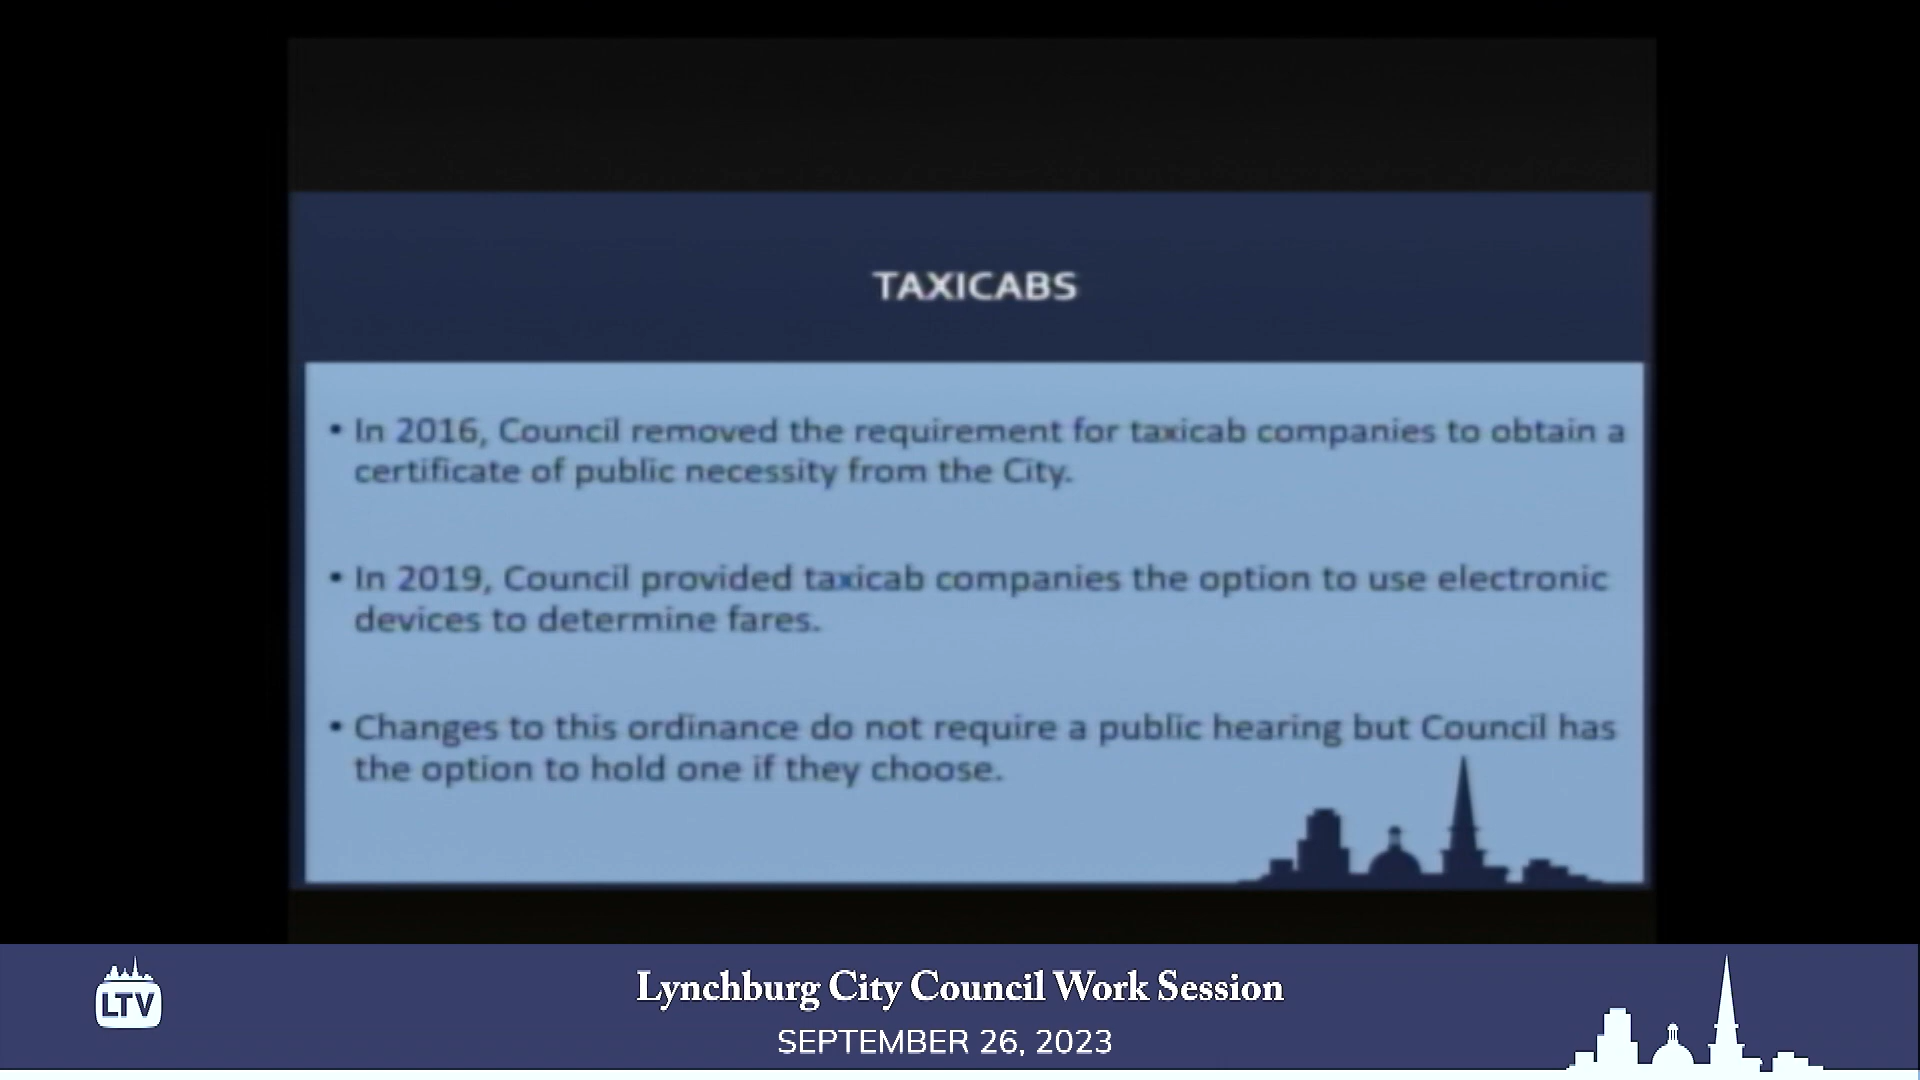 TAXICABS
• In 2016, Council removed the requirement for taxicab companies to obtain a
certificate of public necessity from the City.
• In 2019, Council provided taxicab companies the option to use electronic
devices to determine fares.
• Changes to this ordinance do not require a public hearing but Council has
the option to hold one if they choose.
LTV
Lynchburg City Council Work Session
SEPTEMBER 26, 2023